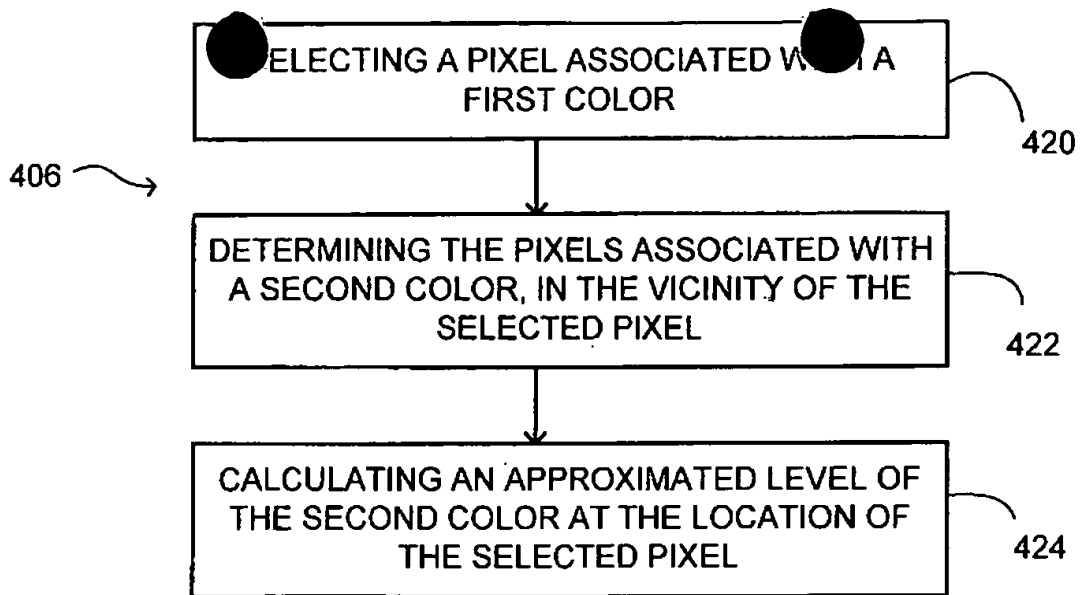 ELECTING A PIXEL ASSOCIATED A
FIRST COLOR
420
406
DETERMINING THE PIXELS ASSOCIATED WITH
A SECOND COLOR, IN THE VICINITY OF THE
SELECTED PIXEL
422
CALCULATING AN APPROXIMATED LEVEL OF
THE SECOND COLOR AT THE LOCATION OF
THE SELECTED PIXEL
424